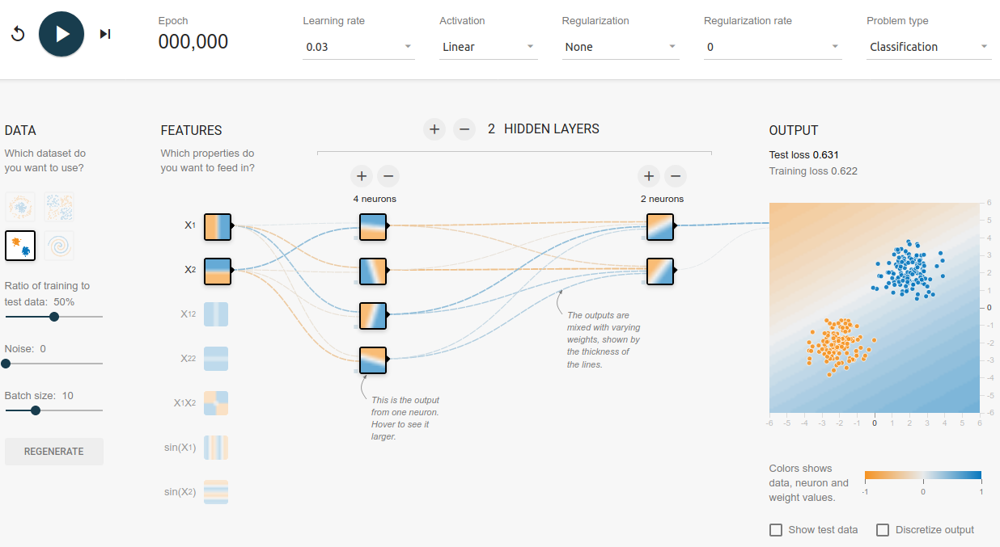 Epoch
000,000
Learning rate
0.03
Activation
Linear
Regularization
None
Regularization rate
0
Problem type
Classification
DATA
Which dataset do
you want to use?
Ratio of training to
test data: 50%
Noise: 0
Batch size: 10
REGENERATE
FEATURES
Which properties do
you want to feed in?
X1
X2
X12
X22
X1X2
sin(X1)
sin(X2)
+ − 2 HIDDEN LAYERS
+ −
4 neurons
+ −
2 neurons
This is the output
from one neuron.
Hover to see it
larger.
The outputs are
mixed with varying
weights, shown by
the thickness of
the lines.
OUTPUT
Test loss 0.631
Training loss 0.622
6
5
4
3
2
1
0
-1
-2
-3
-4
-5
-6
-6 -5 -4 -3 -2 -1 0 1 2 3 4 5 6
Colors shows
data, neuron and
weight values.
-1 0 1
Show test data
Discretize output